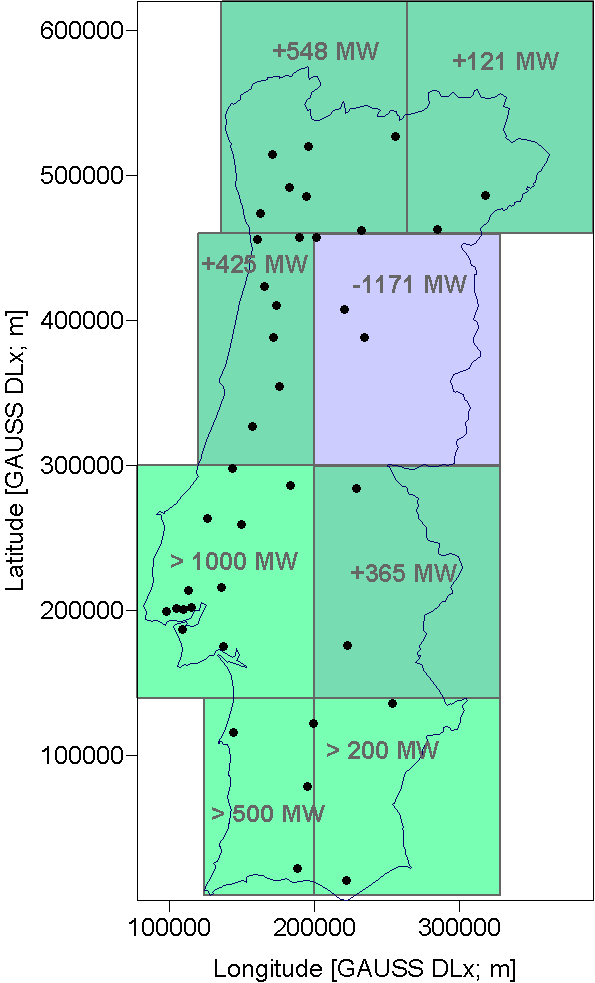 600000
+548 MW
+121 MW
500000
+425 MW
-1171 MW
400000
300000
> 1000 MW
+365 MW
200000
100000
> 200 MW
> 500 MW
100000
200000
300000
Latitude [GAUSS DLx; m]
Longitude [GAUSS DLx; m]